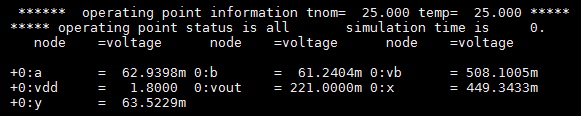 ****** operating point information tnom= 25.000 temp= 25.000 *****
***** operating point status is all simulation time is 0.
node =voltage node =voltage node =voltage
+0:a = 62.9398m 0:b = 61.2404m 0:vb = 508.1005m
+0:vdd = 1.8000 0:vout = 221.0000m 0:x = 449.3433m
+0:y = 63.5229m